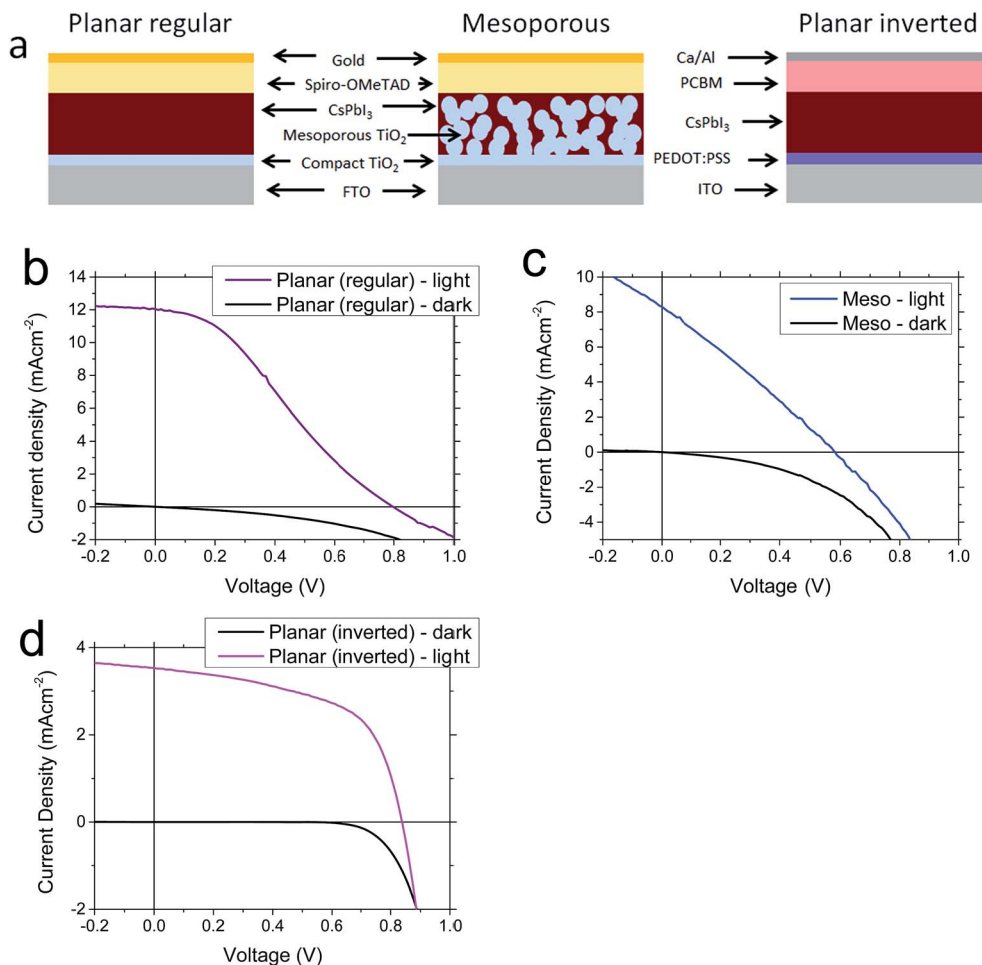 a
Planar regular
Mesoporous
Planar inverted
Gold
Spiro-OMeTAD
CsPbI₃
Mesoporous TiO₂
Compact TiO₂
FTO
Ca/Al
PCBM
CsPbI₃
PEDOT:PSS
ITO
b
Planar (regular) - light
Planar (regular) - dark
Current density (mAcm⁻²)
14
12
10
8
6
4
2
0
-2
-0.2 0.0 0.2 0.4 0.6 0.8 1.0
Voltage (V)
c
Meso - light
Meso - dark
Current Density (mAcm⁻²)
10
8
6
4
2
0
-2
-4
-0.2 0.0 0.2 0.4 0.6 0.8 1.0
Voltage (V)
d
Planar (inverted) - dark
Planar (inverted) - light
Current Density (mAcm⁻²)
4
2
0
-2
-0.2 0.0 0.2 0.4 0.6 0.8 1.0
Voltage (V)